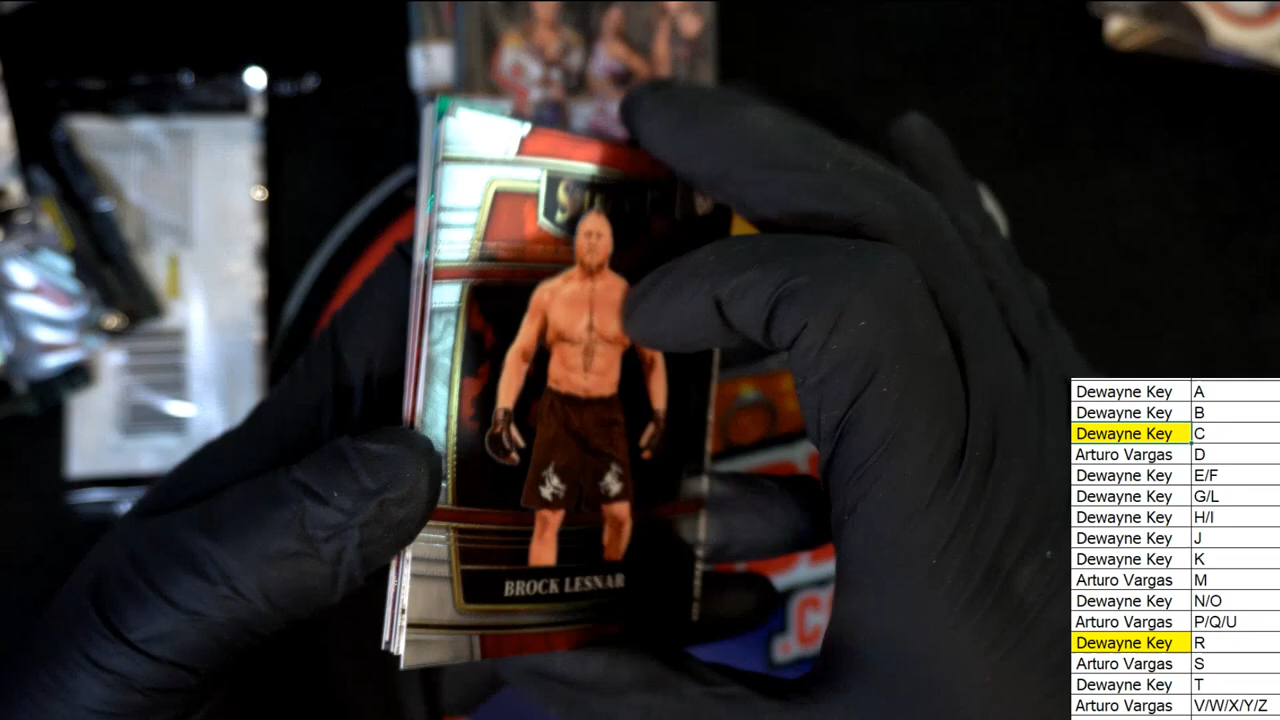 BROCK LESNAR
.C
Dewayne Key A
Dewayne Key B
Dewayne Key C
Arturo Vargas D
Dewayne Key E/F
Dewayne Key G/L
Dewayne Key H/I
Dewayne Key J
Dewayne Key K
Arturo Vargas M
Dewayne Key N/O
Arturo Vargas P/Q/U
Dewayne Key R
Arturo Vargas S
Dewayne Key T
Arturo Vargas V/W/X/Y/Z